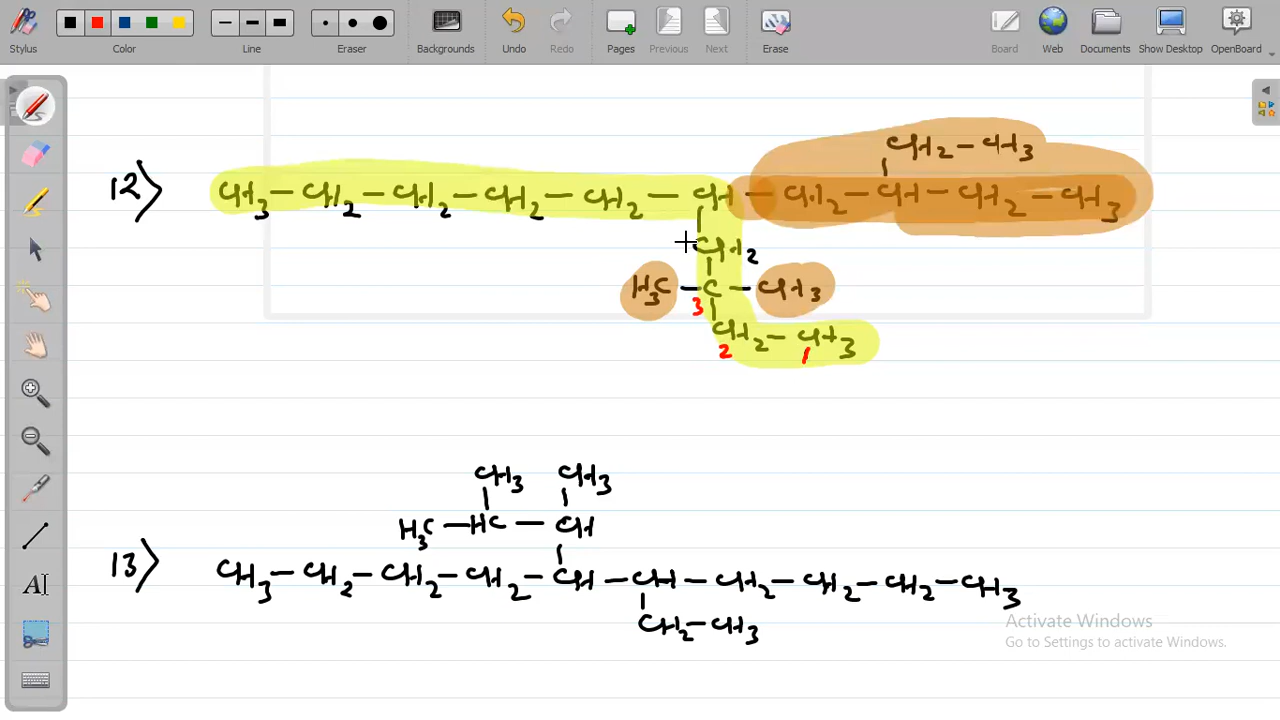 Stylus Color Line Eraser Backgrounds Undo Redo Pages Previous Next Erase Board Web Documents Show Desktop OpenBoard
CH2-CH3
12) CH3-CH2-CH2-CH2-CH2-CH-CH2-CH-CH2-CH3
CH2
H3C-C-CH3
3
CH2-CH3
2 1
CH3 CH3
H3C-HC-CH
13) CH3-CH2-CH2-CH2-CH-CH-CH2-CH2-CH2-CH3
CH2-CH3
Activate Windows
Go to Settings to activate Windows.